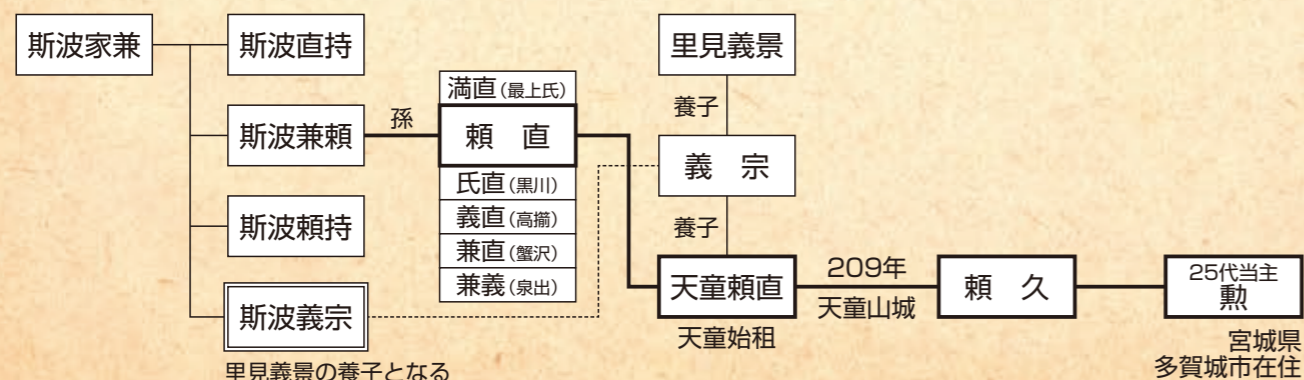 斯波家兼
斯波直持
斯波兼頼
斯波頼持
斯波義宗
里見義景の養子となる
孫
満直(最上氏)
頼 直
氏直(黒川)
義直(高擶)
兼直(蟹沢)
兼義(泉出)
里見義景
養子
義 宗
養子
天童頼直
天童始祖
209年
天童山城
頼 久
25代当主
勲
宮城県
多賀城市在住